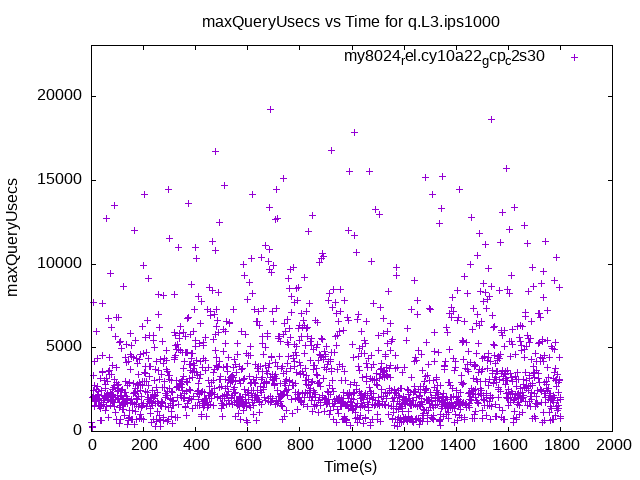 maxQueryUsecs vs Time for q.L3.ips1000
my8024rel.cy10a22gcpc2s30
20000
15000
10000
5000
0
maxQueryUsecs
0 200 400 600 800 1000 1200 1400 1600 1800 2000
Time(s)